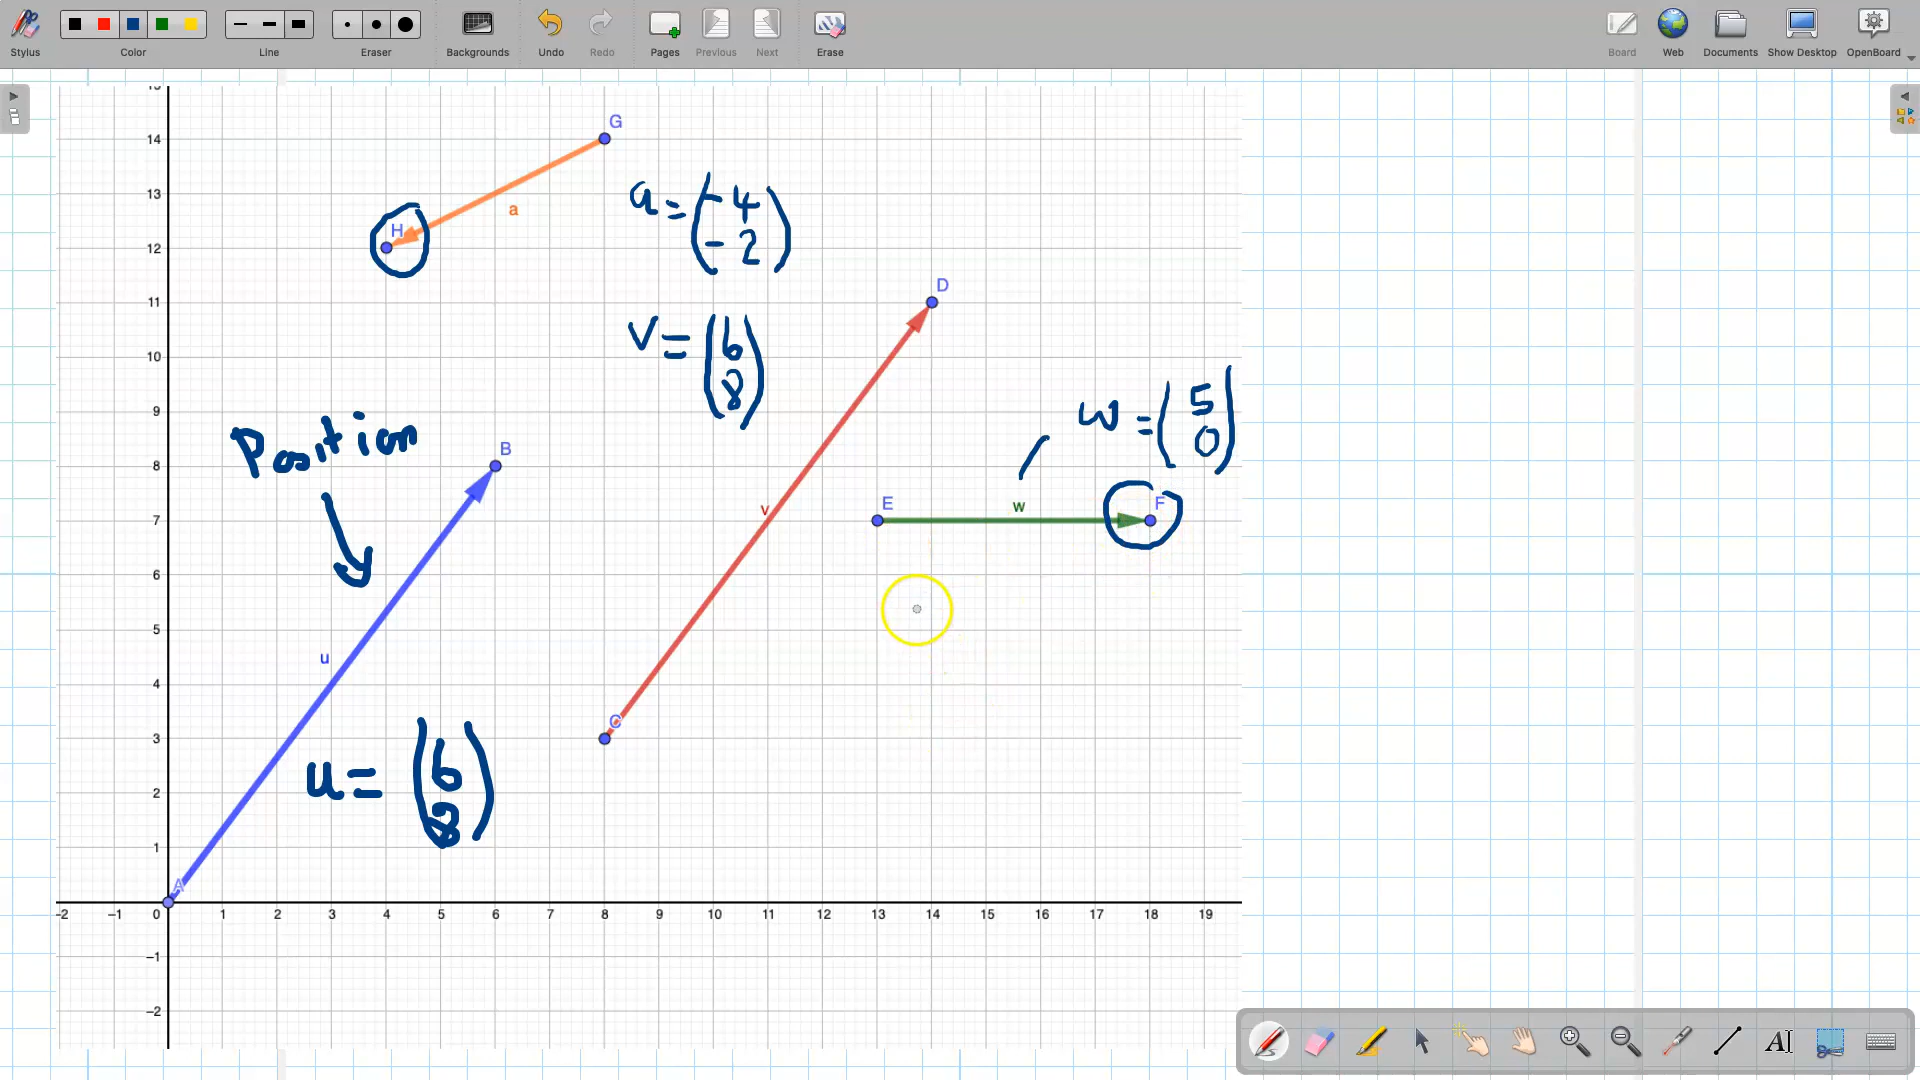 Stylus
Color
Line
Eraser
Backgrounds
Undo
Redo
Pages
Previous
Next
Erase
Board
Web
Documents
Show Desktop
OpenBoard
15
14
13
12
11
10
9
8
7
6
5
4
3
2
1
−1
−2
G
a
H
a = (-4
-2)
D
v = (6
8)
w = (5
0)
Position
B
v
E
w
F
u
C
u = (6
8)
A
-2 −1 0 1 2 3 4 5 6 7 8 9 10 11 12 13 14 15 16 17 18 19
AI